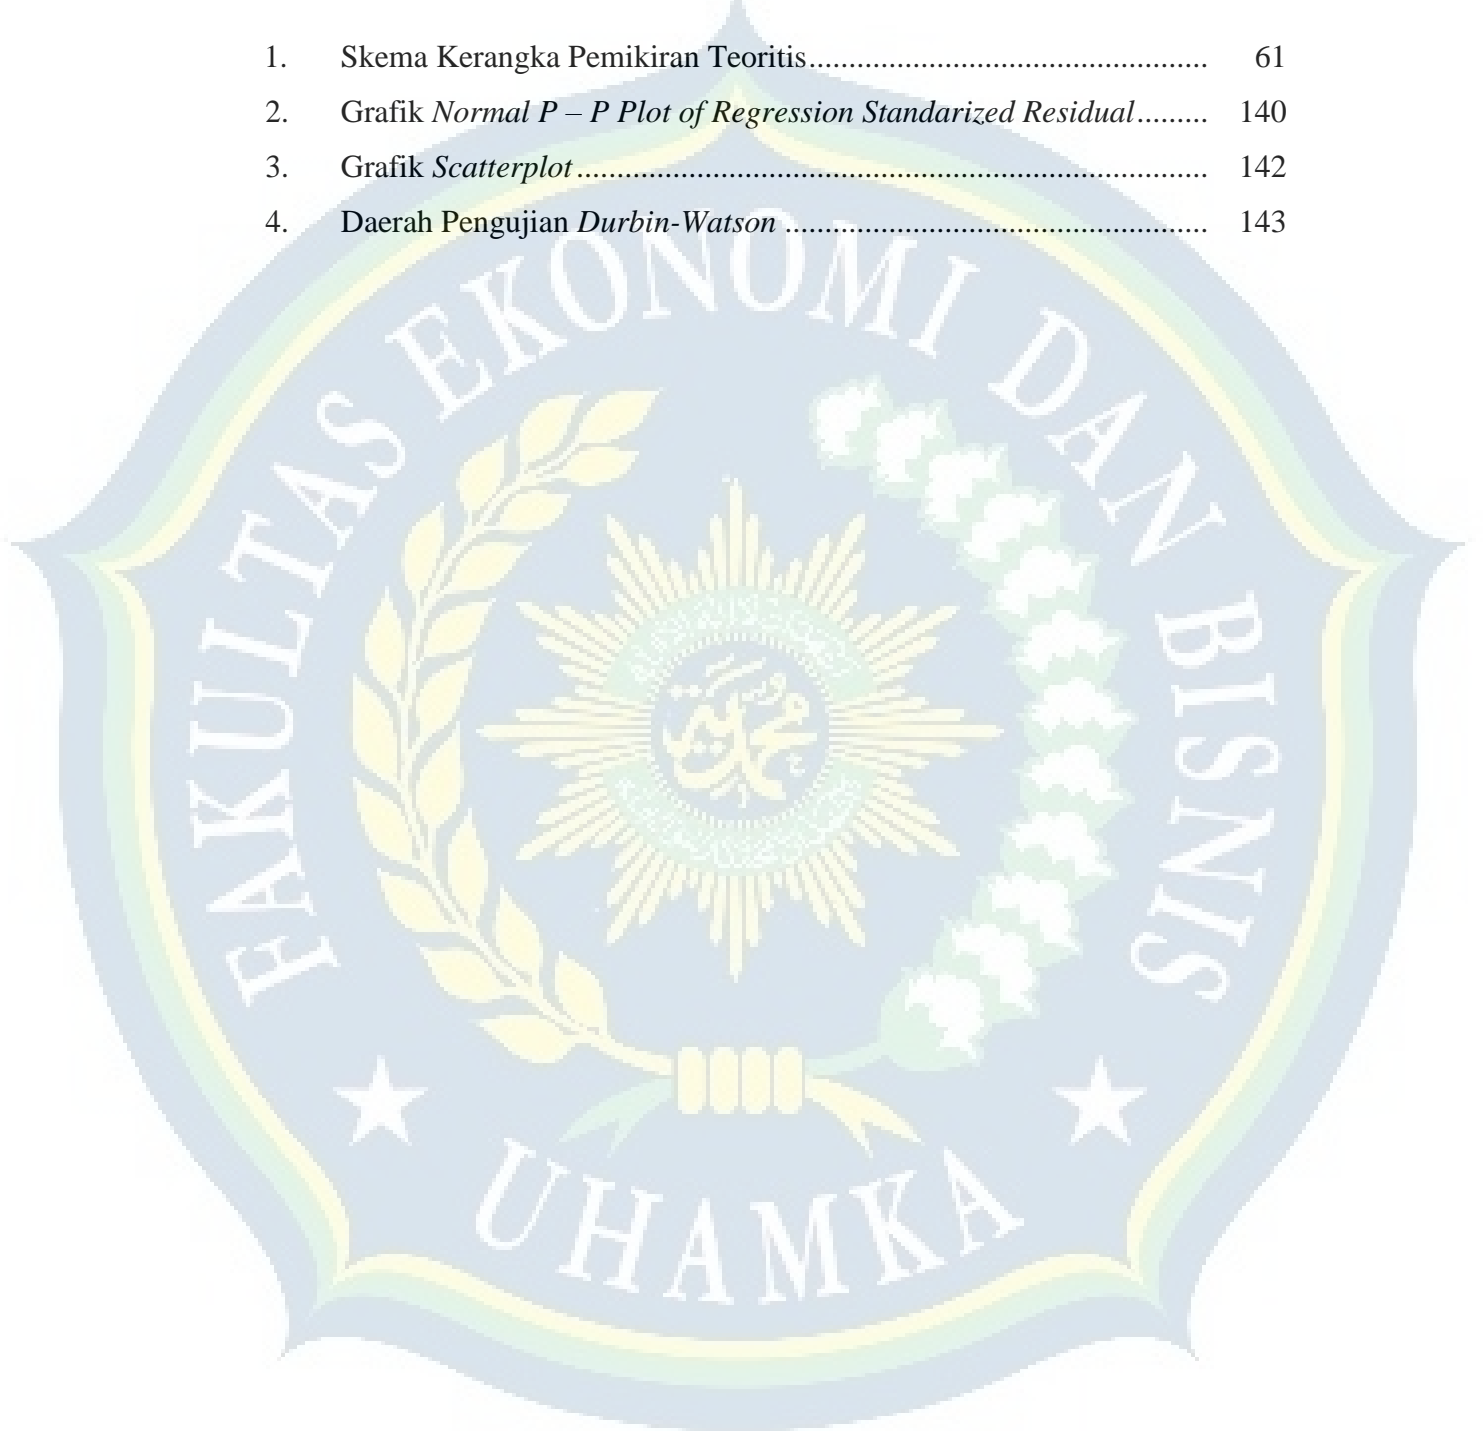 1. Skema Kerangka Pemikiran Teoritis................................................. 61
2. Grafik Normal P – P Plot of Regression Standarized Residual......... 140
3. Grafik Scatterplot.............................................................................. 142
4. Daerah Pengujian Durbin-Watson .................................................... 143
FAKULTAS EKONOMI DAN BISNIS
محمدية
UHAMKA